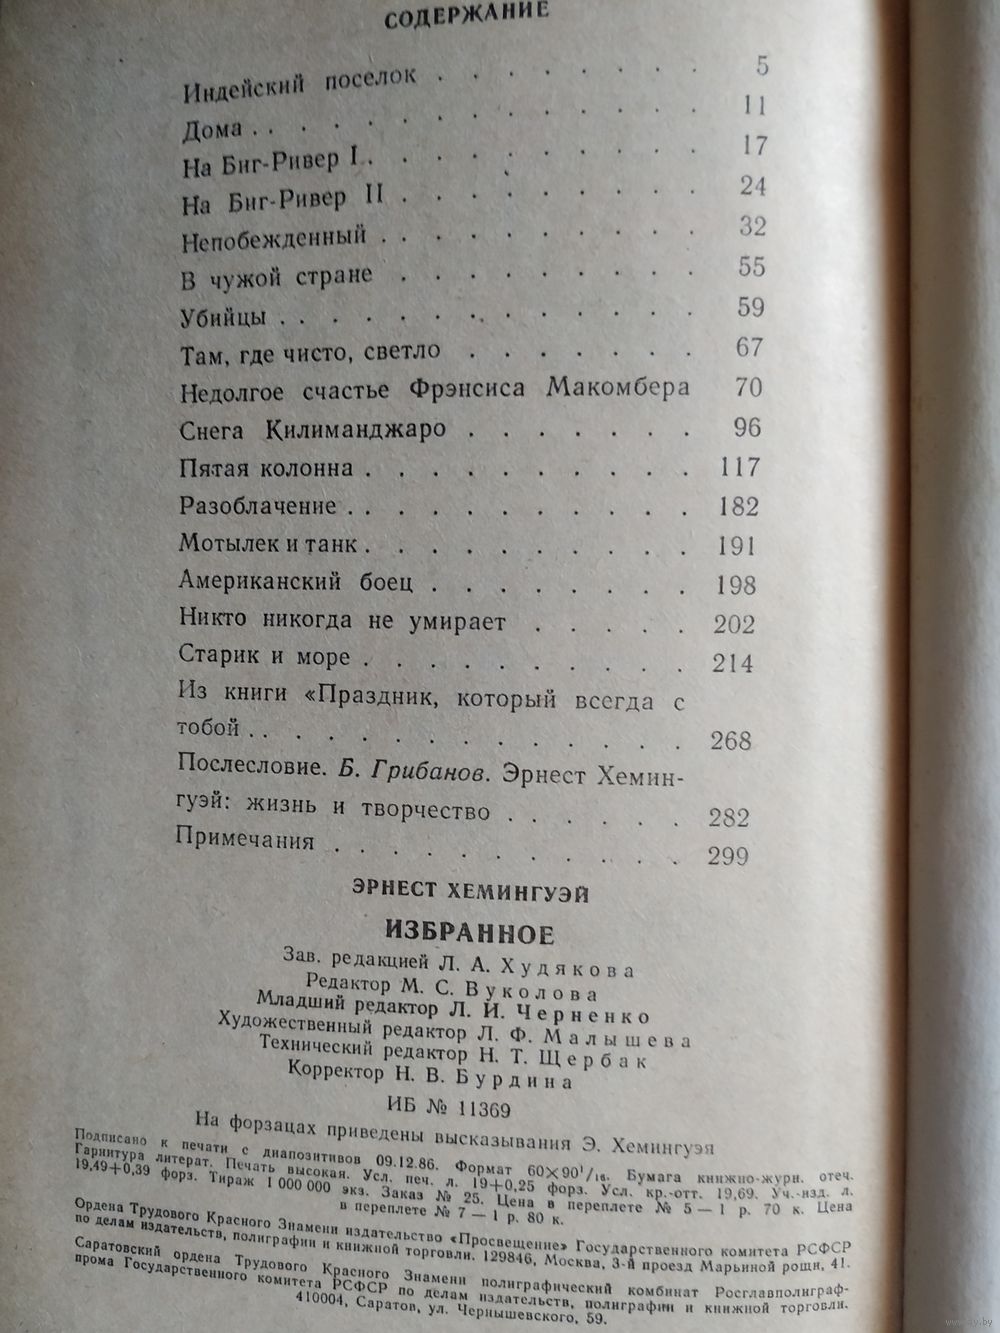 СОДЕРЖАНИЕ
Индейский поселок . . . . . . . . 5
Дома . . . . . . . . . . . . . 11
На Биг-Ривер I . . . . . . . . . . 17
На Биг-Ривер II . . . . . . . . . 24
Непобежденный . . . . . . . . . . 32
В чужой стране . . . . . . . . . 55
Убийцы . . . . . . . . . . . . . 59
Там, где чисто, светло . . . . . . . 67
Недолгое счастье Фрэнсиса Макомбера 70
Снега Килиманджаро . . . . . . . 96
Пятая колонна . . . . . . . . . . 117
Разоблачение . . . . . . . . . . . 182
Мотылек и танк . . . . . . . . . . 191
Американский боец . . . . . . . . 198
Никто никогда не умирает . . . . . 202
Старик и море . . . . . . . . . . 214
Из книги «Праздник, который всегда с
тобой . . . . . . . . . . . . . . 268
Послесловие. Б. Грибанов. Эрнест Хемин-
гуэй: жизнь и творчество . . . . . . 282
Примечания . . . . . . . . . . . . 299
ЭРНЕСТ ХЕМИНГУЭЙ
ИЗБРАННОЕ
Зав. редакцией Л. А. Худякова
Редактор М. С. Вуколова
Младший редактор Л. И. Черненко
Художественный редактор Л. Ф. Малышева
Технический редактор Н. Т. Щербак
Корректор Н. В. Бурдина
ИБ № 11369
На форзацах приведены высказывания Э. Хемингуэя
Подписано к печати с диапозитивов 09.12.86. Формат 60×90¹/₁₆. Бумага книжно-журн. отеч.
Гарнитура литерат. Печать высокая. Усл. печ. л. 19+0,25 форз. Усл. кр.-отт. 19,69. Уч.-изд. л.
19,49+0,39 форз. Тираж 1 000 000 экз. Заказ № 25. Цена в переплете № 5 — 1 р. 70 к. Цена
в переплете № 7 — 1 р. 80 к.
Ордена Трудового Красного Знамени издательство «Просвещение» Государственного комитета РСФСР
по делам издательств, полиграфии и книжной торговли. 129846, Москва, 3-й проезд Марьиной рощи, 41.
Саратовский ордена Трудового Красного Знамени полиграфический комбинат Росглавполиграф-
прома Государственного комитета РСФСР по делам издательств, полиграфии и книжной торговли.
410004, Саратов, ул. Чернышевского, 59.